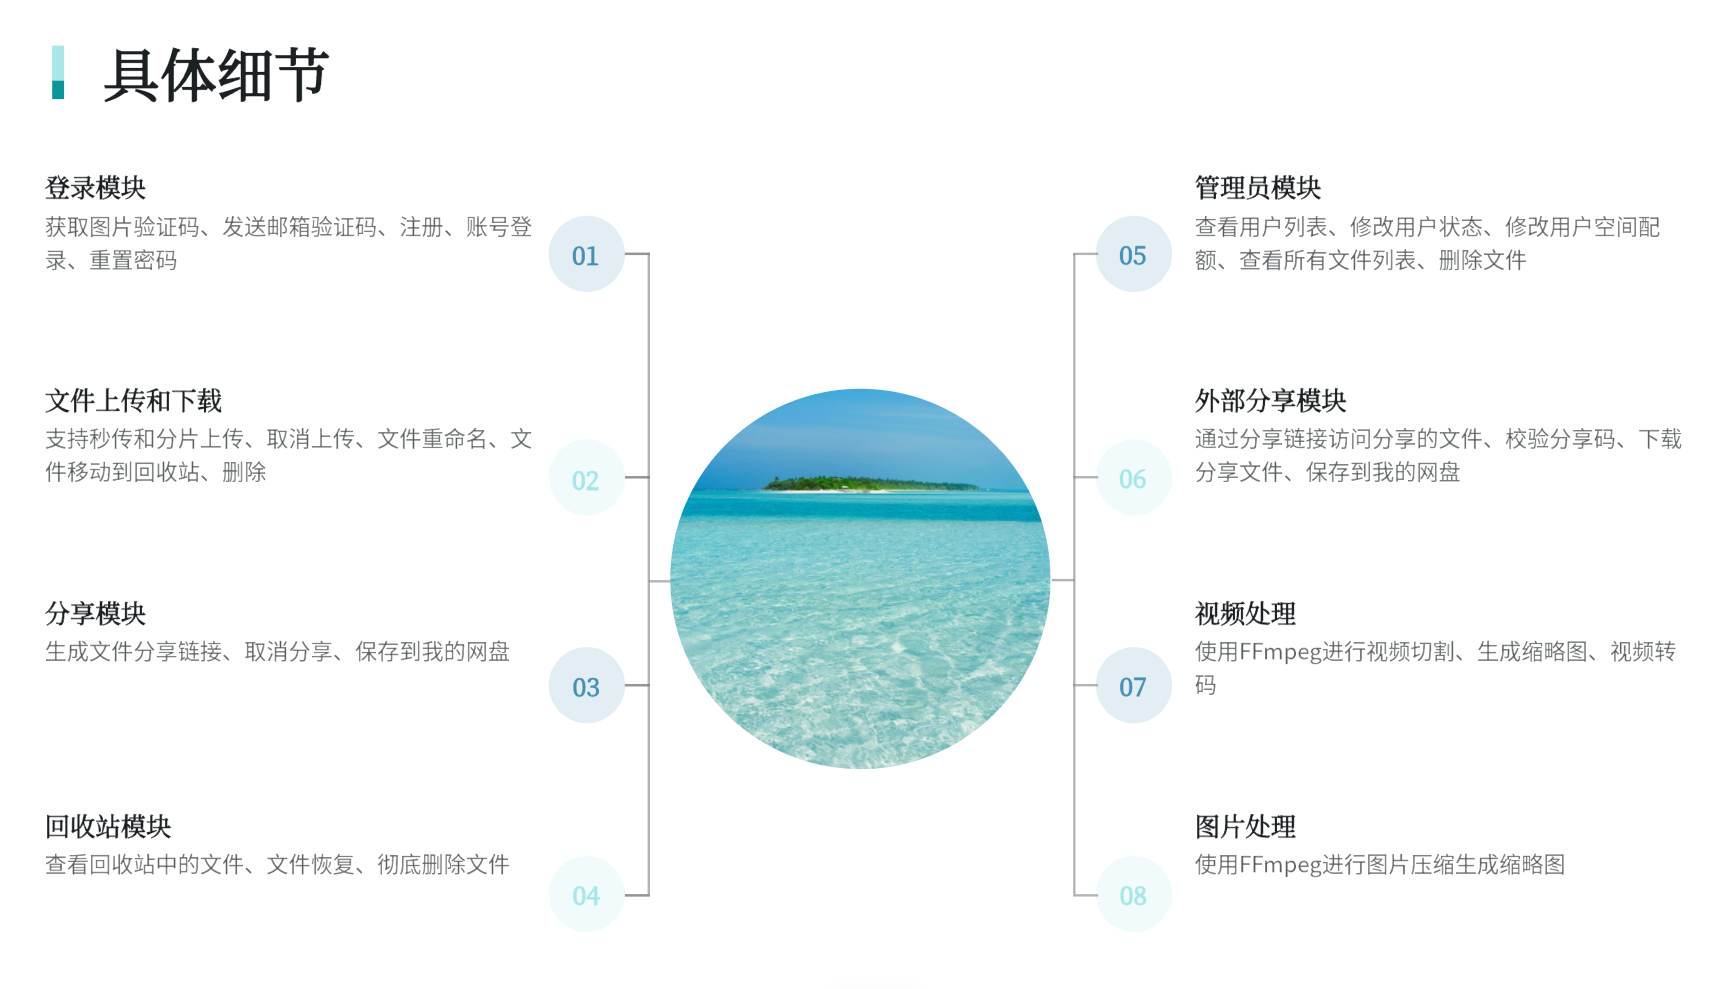 具体细节
登录模块
获取图片验证码、发送邮箱验证码、注册、账号登
录、重置密码
01
文件上传和下载
支持秒传和分片上传、取消上传、文件重命名、文
件移动到回收站、删除
02
分享模块
生成文件分享链接、取消分享、保存到我的网盘
03
回收站模块
查看回收站中的文件、文件恢复、彻底删除文件
04
05
管理员模块
查看用户列表、修改用户状态、修改用户空间配
额、查看所有文件列表、删除文件
06
外部分享模块
通过分享链接访问分享的文件、校验分享码、下载
分享文件、保存到我的网盘
07
视频处理
使用FFmpeg进行视频切割、生成缩略图、视频转
码
08
图片处理
使用FFmpeg进行图片压缩生成缩略图